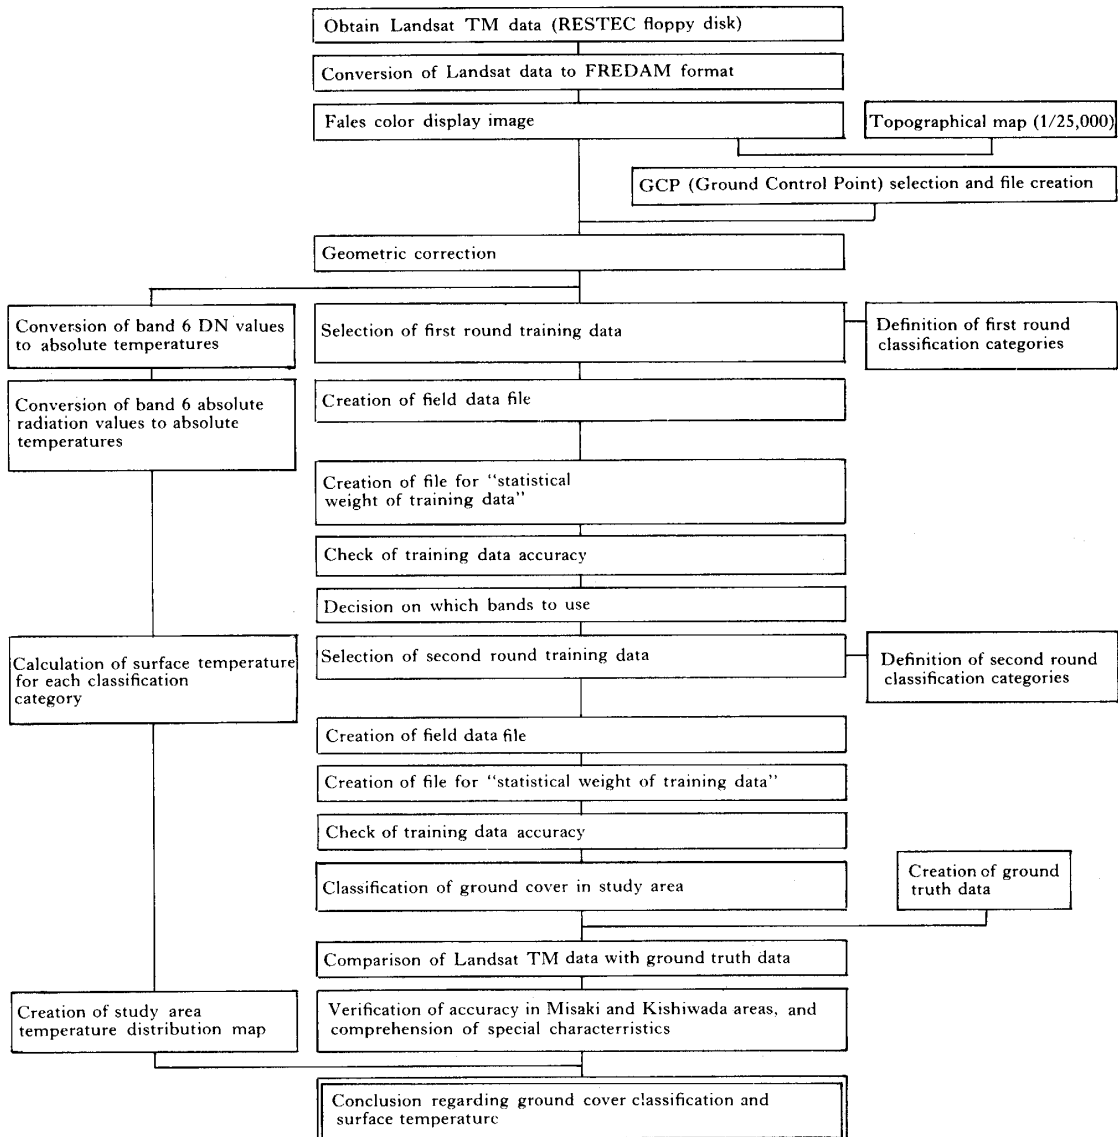 Obtain Landsat TM data (RESTEC floppy disk)
Conversion of Landsat data to FREDAM format
Fales color display image
Topographical map (1/25,000)
GCP (Ground Control Point) selection and file creation
Geometric correction
Conversion of band 6 DN values
to absolute temperatures
Selection of first round training data
Definition of first round
classification categories
Conversion of band 6 absolute
radiation values to absolute
temperatures
Creation of field data file
Creation of file for “statistical
weight of training data”
Check of training data accuracy
Decision on which bands to use
Calculation of surface temperature
for each classification
category
Selection of second round training data
Definition of second round
classification categories
Creation of field data file
Creation of file for “statistical weight of training data”
Check of training data accuracy
Classification of ground cover in study area
Creation of ground
truth data
Comparison of Landsat TM data with ground truth data
Creation of study area
temperature distribution map
Verification of accuracy in Misaki and Kishiwada areas, and
comprehension of special characterristics
Conclusion regarding ground cover classification and
surface temperature